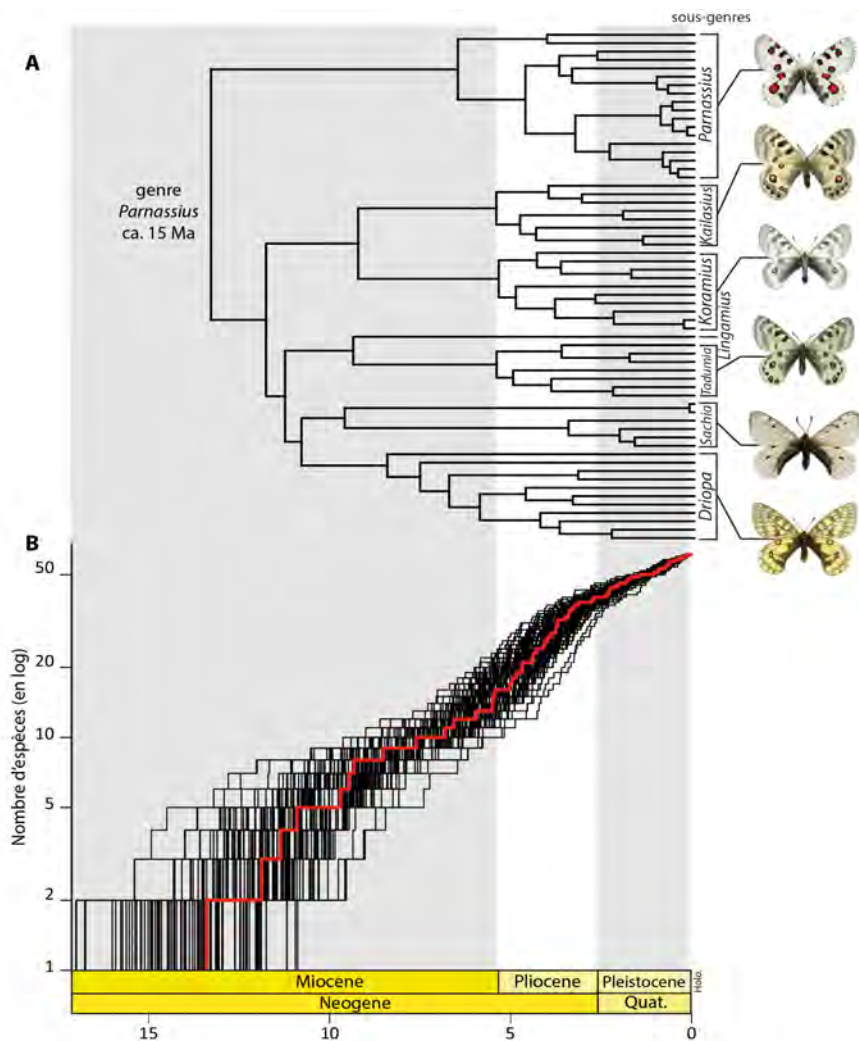 sous-genres
A
Parnassius
genre
Parnassius
ca. 15 Ma
Kailasius
Koramius
Lingamius
Tadumia
Sachia
Driopa
B
Nombre d'espèces (en log)
50
20
10
5
2
1
Miocene Pliocene Pleistocene Holo.
Neogene Quat.
15 10 5 0